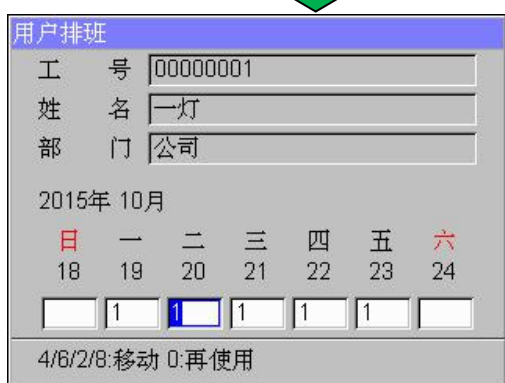 用户排班
工 号 00000001
姓 名 一灯
部 门 公司
2015年 10月
日 一 二 三 四 五 六
18 19 20 21 22 23 24
1 1 1 1 1
4/6/2/8:移动 0:再使用